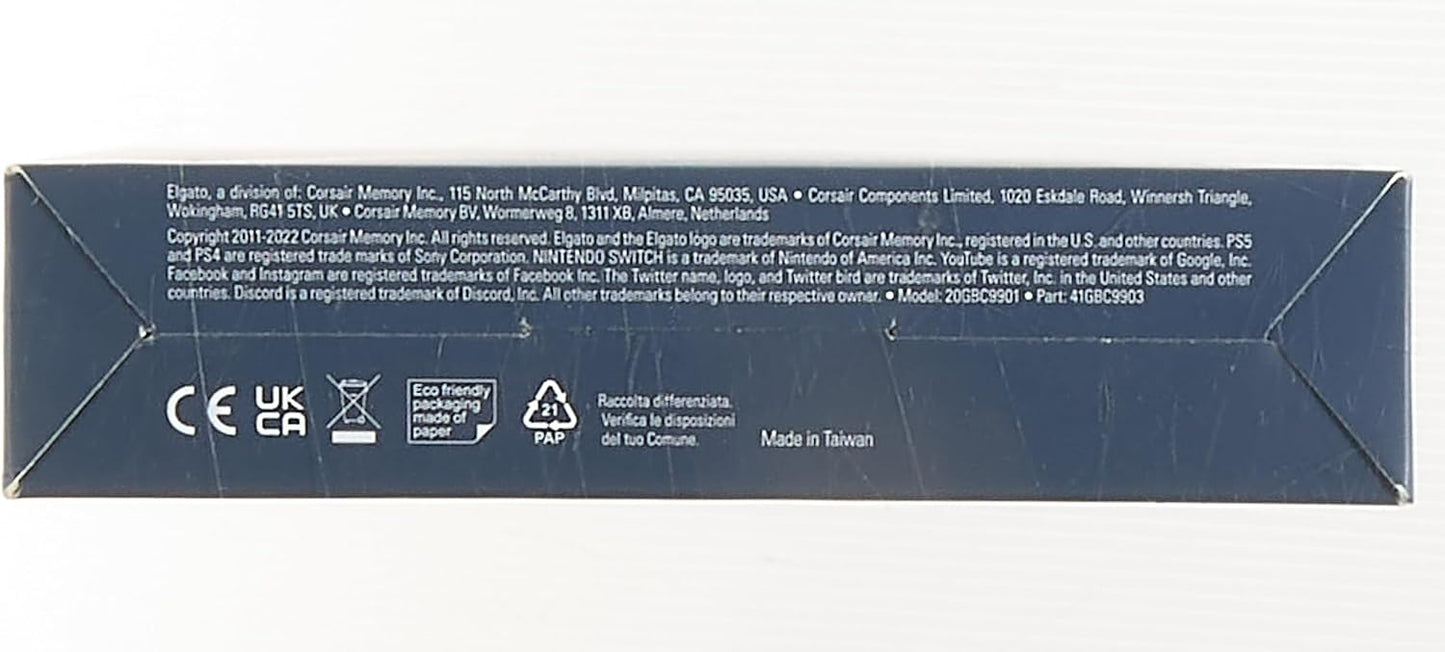 Elgato, a division of: Corsair Memory Inc., 115 North McCarthy Blvd, Milpitas, CA 95035, USA • Corsair Components Limited, 1020 Eskdale Road, Winnersh Triangle,
Wokingham, RG41 5TS, UK • Corsair Memory BV, Wormerweg 8, 1311 XB, Almere, Netherlands
Copyright 2011-2022 Corsair Memory Inc. All rights reserved. Elgato and the Elgato logo are trademarks of Corsair Memory Inc., registered in the U.S. and other countries. PS5
and PS4 are registered trade marks of Sony Corporation. NINTENDO SWITCH is a trademark of Nintendo of America Inc. YouTube is a registered trademark of Google, Inc.
Facebook and Instagram are registered trademarks of Facebook Inc. The Twitter name, logo, and Twitter bird are trademarks of Twitter, Inc. in the United States and other
countries. Discord is a registered trademark of Discord, Inc. All other trademarks belong to their respective owner. • Model: 20GBC9901 • Part: 41GBC9903
CE
UK
CA
Eco friendly
packaging
made of
paper
21
PAP
Raccolta differenziata.
Verifica le disposizioni
del tuo Comune.
Made in Taiwan